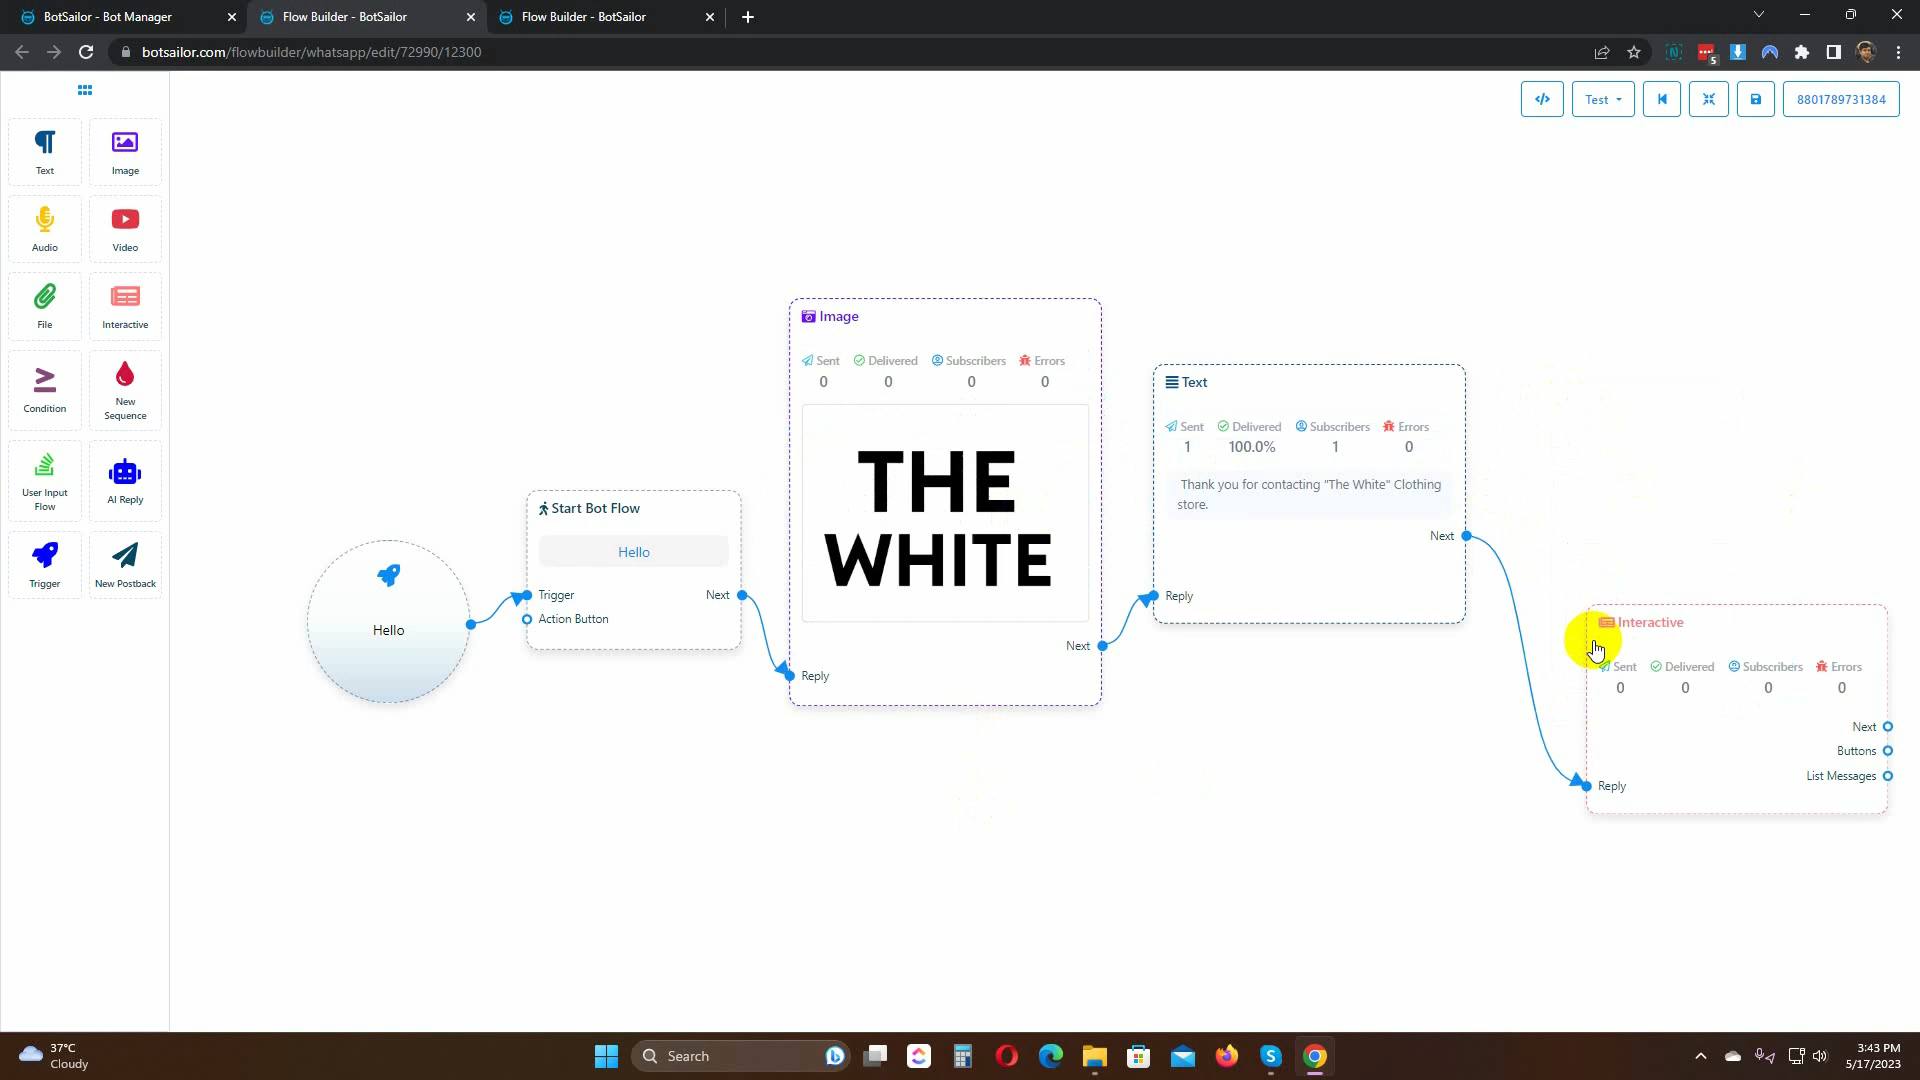 BotSailor - Bot Manager
Flow Builder - BotSailor
Flow Builder - BotSailor
botsailor.com/flowbuilder/whatsapp/edit/72990/12300
5
Test
8801789731384
Text
Image
Audio
Video
File
Interactive
Condition
New
Sequence
User Input
Flow
AI Reply
Trigger
New Postback
Hello
Start Bot Flow
Hello
Trigger
Next
Action Button
Image
Sent Delivered Subscribers Errors
0 0 0 0
THE
WHITE
Next
Reply
Text
Sent Delivered Subscribers Errors
1 100.0% 1 0
Thank you for contacting "The White" Clothing
store.
Next
Reply
Interactive
Sent Delivered Subscribers Errors
0 0 0 0
Next
Buttons
List Messages
Reply
37°C
Cloudy
Search
3:43 PM
5/17/2023